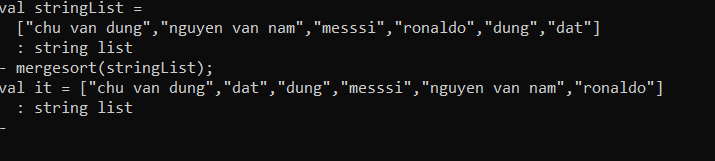 val stringList =
["chu van dung","nguyen van nam","messsi","ronaldo","dung","dat"]
: string list
- mergesort(stringList);
val it = ["chu van dung","dat","dung","messsi","nguyen van nam","ronaldo"]
: string list
-